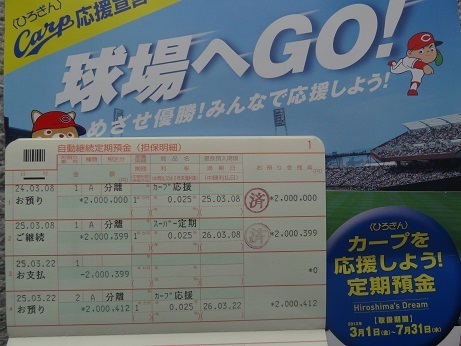 〈ひろぎん〉
Carp応援宣言
球場へGO!
めざせ優勝!みんなで応援しよう!
自動継続定期預金(担保明細) 1
24.03.08 1 A 分離 カープ応援
お預り *2,000,000 1 0.025 25.03.08 済 *2,000,000
25.03.08 1 A 分離 スーパー定期
ご継続 *2,000,399 1 0.025 26.03.08 済 *2,000,399
25.03.22 1
お支払 -2,000,399 *0
25.03.22 2 A 分離 カープ応援
お預り *2,000,412 1 0.025 26.03.22 *2,000,412
〈ひろぎん〉
カープを
応援しよう!
定期預金
Hiroshima's Dream
【取扱期間】
3月1日(金)~7月31日(水)